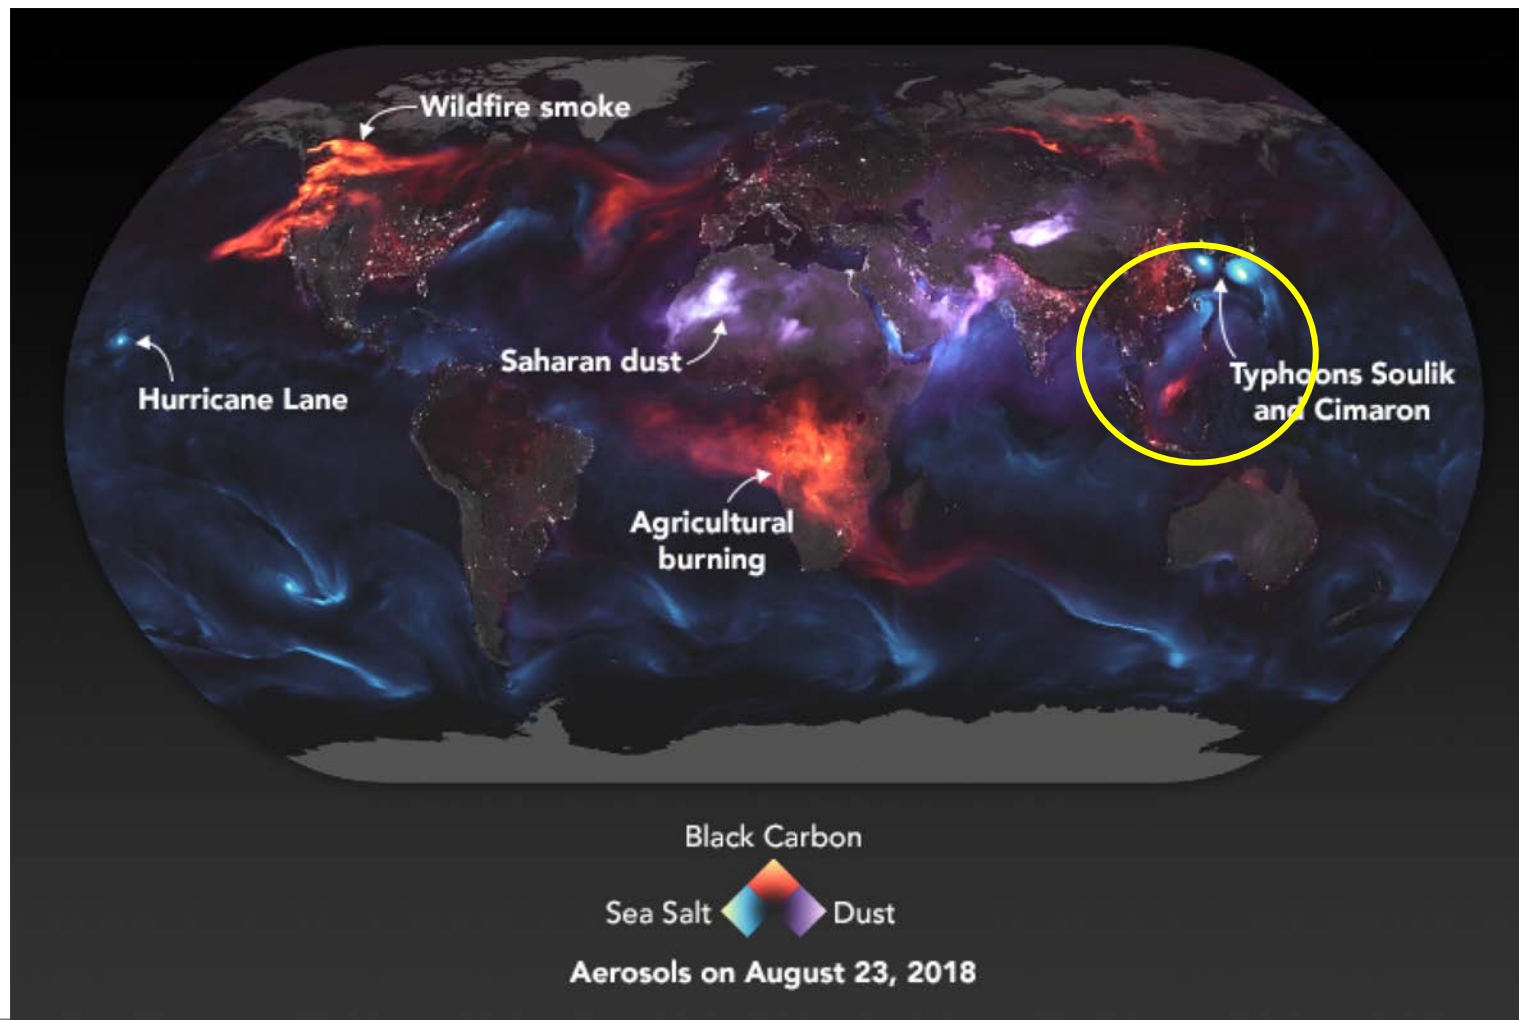 Wildfire smoke
Saharan dust
Hurricane Lane
Typhoons Soulik
and Cimaron
Agricultural
burning
Black Carbon
Sea Salt
Dust
Aerosols on August 23, 2018